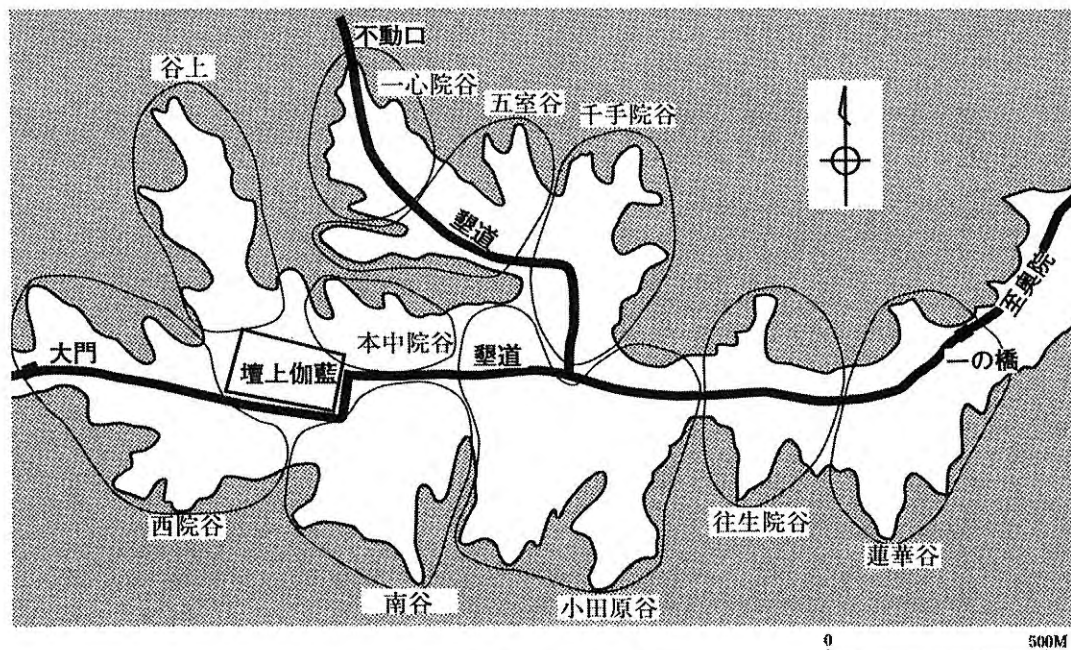 不動口
谷上
一心院谷
五室谷
千手院谷
墾道
至奥院
本中院谷
墾道
大門
壇上伽藍
一の橋
西院谷
往生院谷
蓮華谷
南谷
小田原谷
0 500M